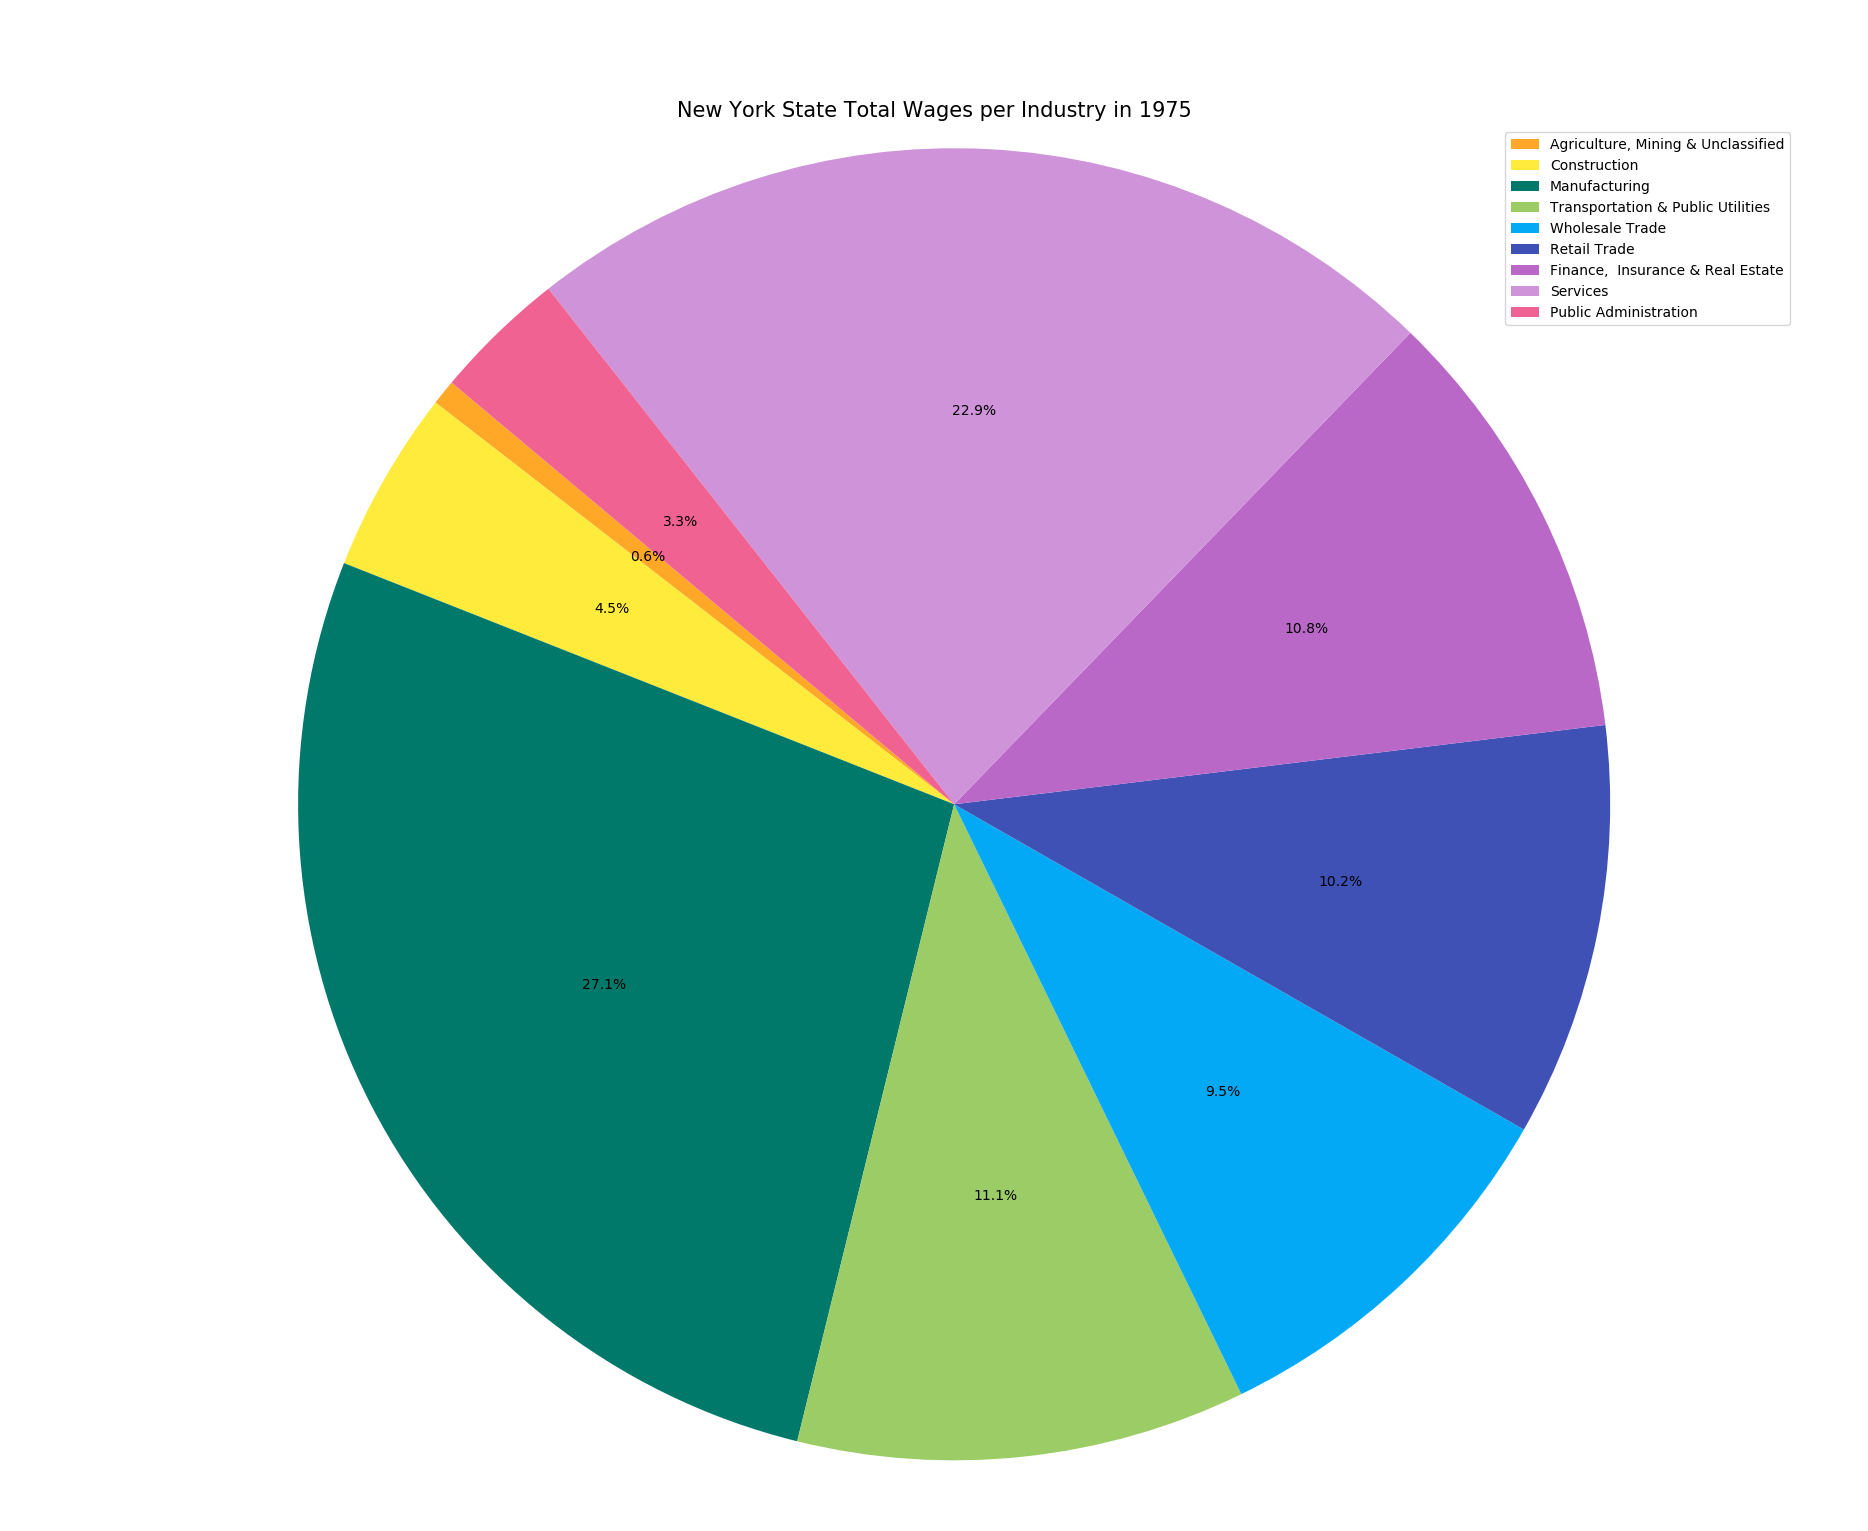 New York State Total Wages per Industry in 1975
Agriculture, Mining & Unclassified
Construction
Manufacturing
Transportation & Public Utilities
Wholesale Trade
Retail Trade
Finance,  Insurance & Real Estate
Services
Public Administration
22.9%
3.3%
0.6%
4.5%
10.8%
10.2%
27.1%
9.5%
11.1%